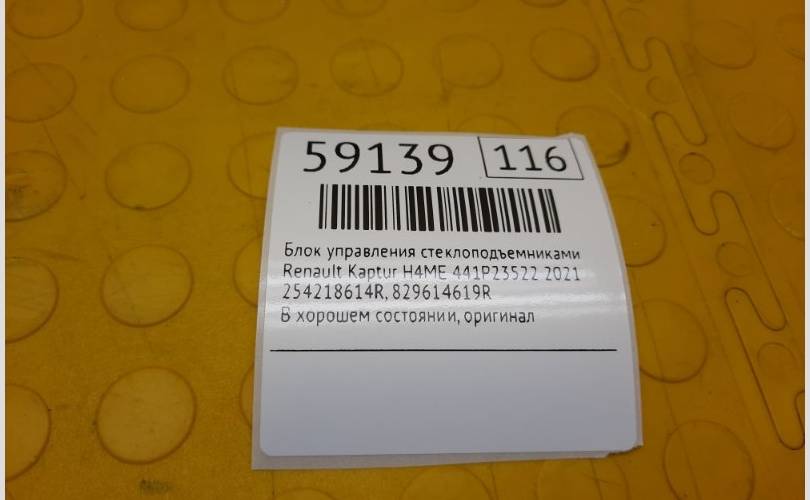 59139 116
Блок управления стеклоподъемниками
Renault Kaptur H4ME 441P23522 2021
254218614R, 829614619R
В хорошем состоянии, оригинал